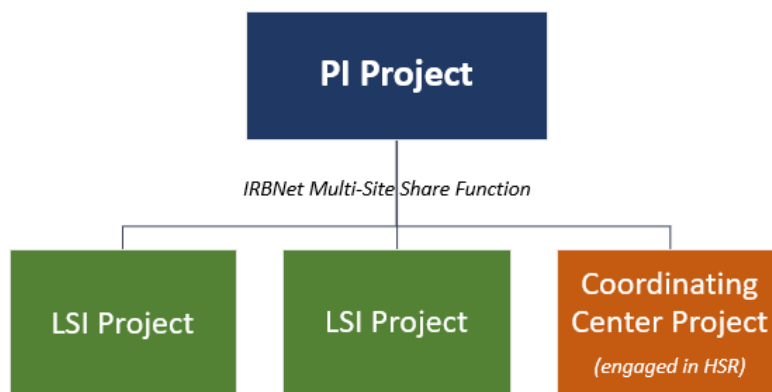 PI Project
IRBNet Multi-Site Share Function
LSI Project
LSI Project
Coordinating
Center Project
(engaged in HSR)